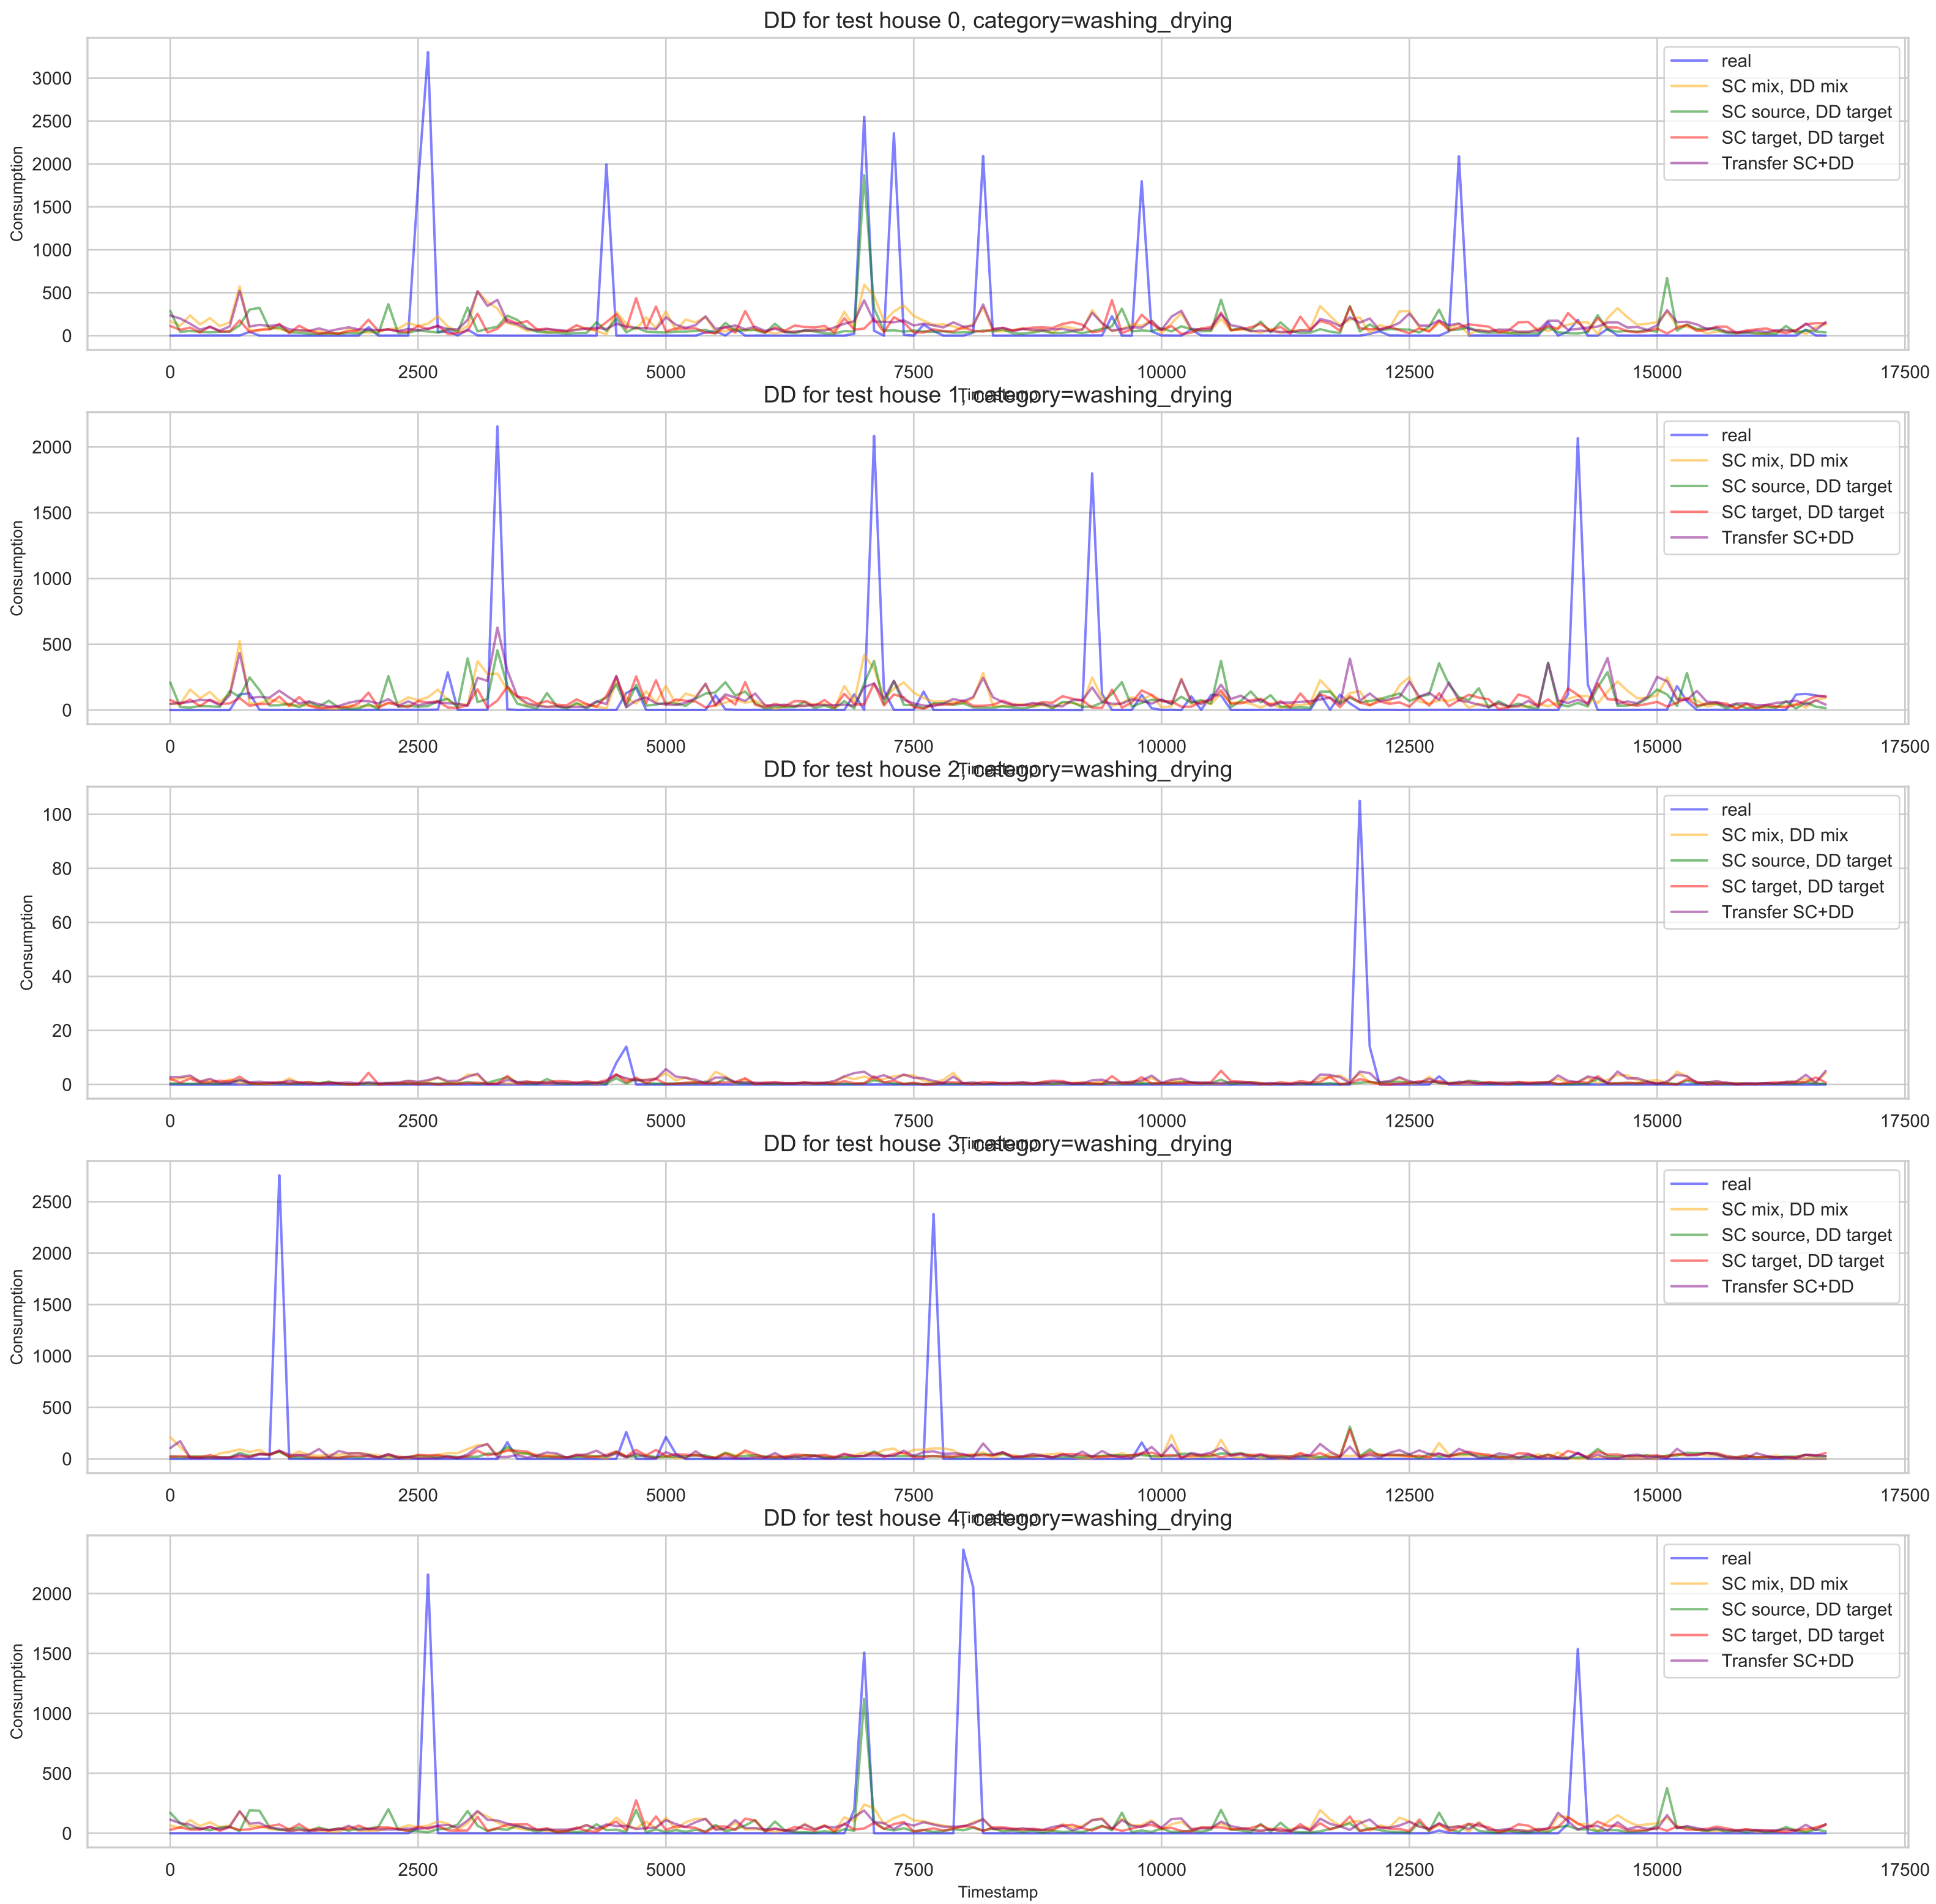 DD for test house 0, category=washing_drying
Consumption
3000
2500
2000
1500
1000
500
0
real
SC mix, DD mix
SC source, DD target
SC target, DD target
Transfer SC+DD
0 2500 5000 7500 10000 12500 15000 17500
Timestamp
DD for test house 1, category=washing_drying
Consumption
2000
1500
1000
500
0
real
SC mix, DD mix
SC source, DD target
SC target, DD target
Transfer SC+DD
0 2500 5000 7500 10000 12500 15000 17500
Timestamp
DD for test house 2, category=washing_drying
Consumption
100
80
60
40
20
0
real
SC mix, DD mix
SC source, DD target
SC target, DD target
Transfer SC+DD
0 2500 5000 7500 10000 12500 15000 17500
Timestamp
DD for test house 3, category=washing_drying
Consumption
2500
2000
1500
1000
500
0
real
SC mix, DD mix
SC source, DD target
SC target, DD target
Transfer SC+DD
0 2500 5000 7500 10000 12500 15000 17500
Timestamp
DD for test house 4, category=washing_drying
Consumption
2000
1500
1000
500
0
real
SC mix, DD mix
SC source, DD target
SC target, DD target
Transfer SC+DD
0 2500 5000 7500 10000 12500 15000 17500
Timestamp